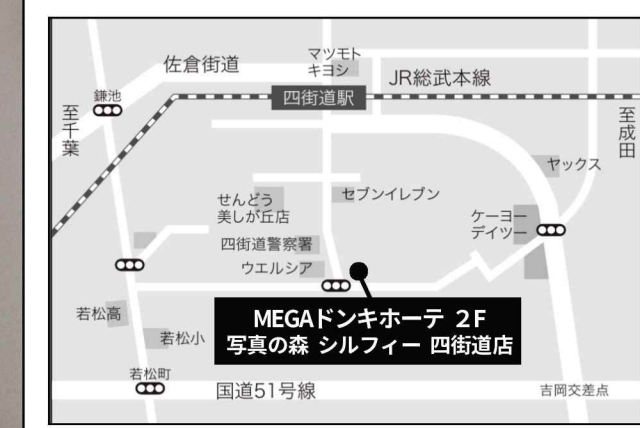 佐倉街道
マツモト
キヨシ
JR総武本線
鎌池
四街道駅
至千葉
至成田
ヤックス
せんどう
美しが丘店
セブンイレブン
ケーヨー
デイツー
四街道警察署
ウエルシア
MEGAドンキホーテ 2F
写真の森 シルフィー 四街道店
若松高
若松小
若松町
国道51号線
吉岡交差点